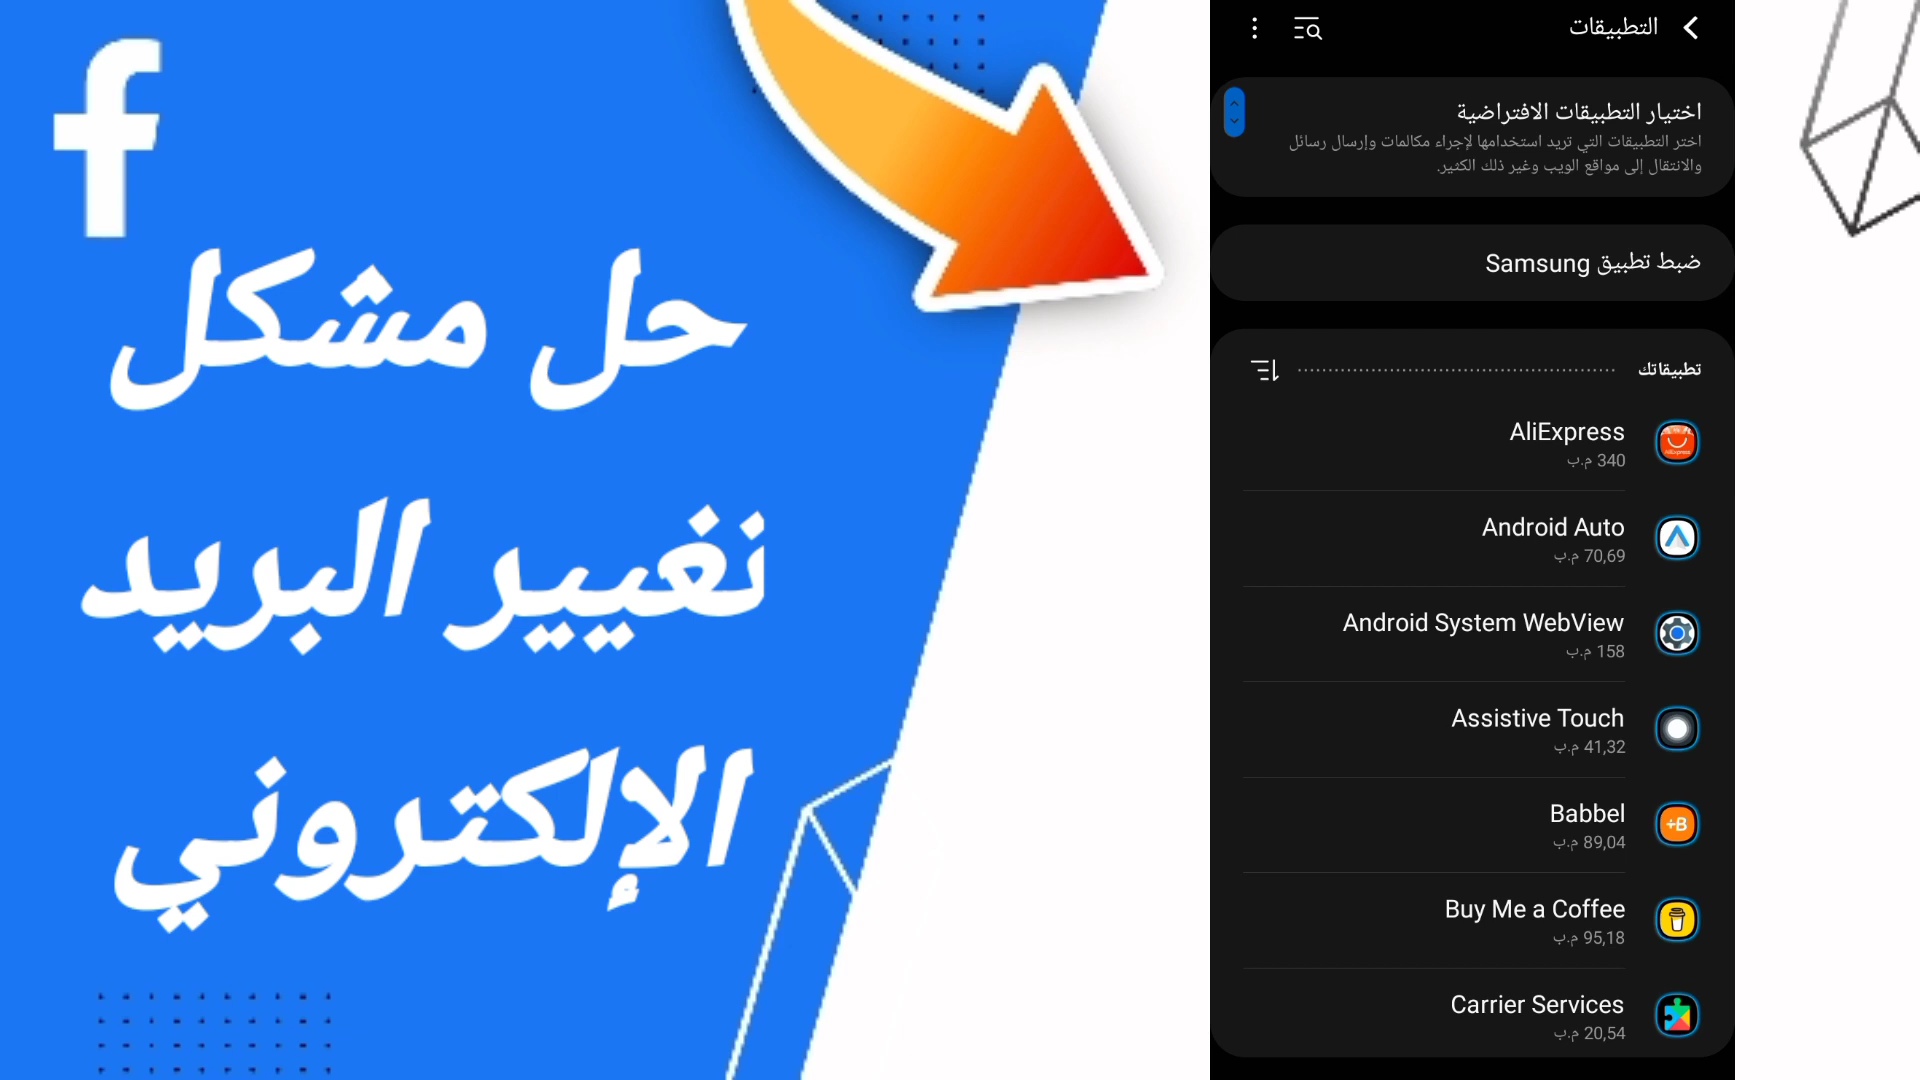 حل مشكل
نغيير البريد
الإلكتروني
التطبيقات
اختيار التطبيقات الافتراضية
اختر التطبيقات التي تريد استخدامها لإجراء مكالمات وإرسال رسائل
والانتقال إلى مواقع الويب وغير ذلك الكثير.
ضبط تطبيق Samsung
تطبيقاتك
AliExpress
340 م.ب
Android Auto
70,69 م.ب
Android System WebView
158 م.ب
Assistive Touch
41,32 م.ب
Babbel
+B
89,04 م.ب
Buy Me a Coffee
95,18 م.ب
Carrier Services
20,54 م.ب